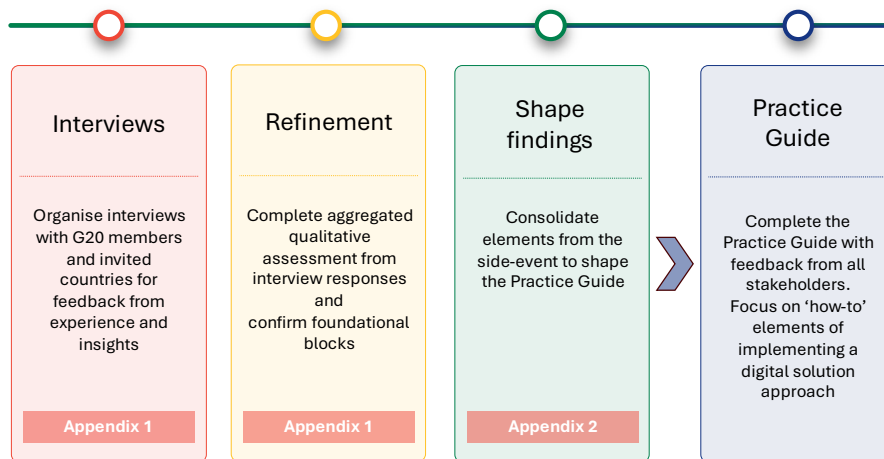 Interviews
Organise interviews
with G20 members
and invited
countries for
feedback from
experience and
insights
Appendix 1
Refinement
Complete aggregated
qualitative
assessment from
interview responses
and
confirm foundational
blocks
Appendix 1
Shape
findings
Consolidate
elements from the
side-event to shape
the Practice Guide
Appendix 2
Practice
Guide
Complete the
Practice Guide with
feedback from all
stakeholders.
Focus on ‘how-to’
elements of
implementing a
digital solution
approach